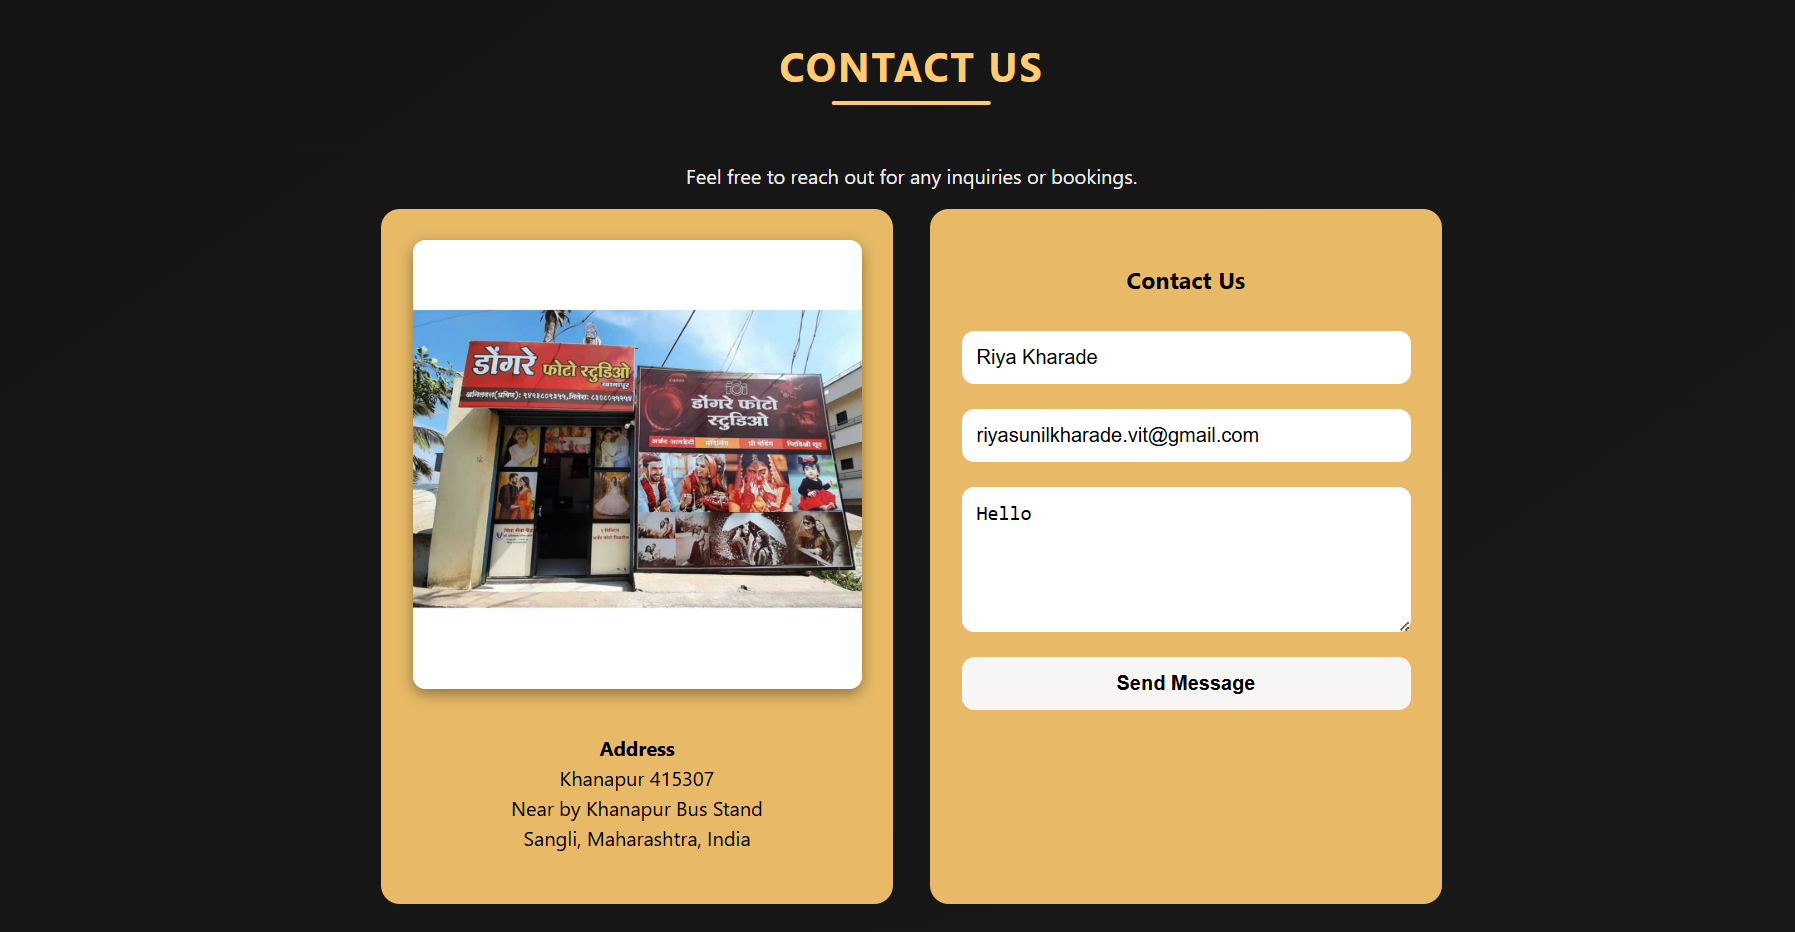 CONTACT US
Feel free to reach out for any inquiries or bookings.
डोंगरे फोटो स्टुडिओ
खानापूर
डोंगरे फोटो
स्टुडिओ
Address
Khanapur 415307
Near by Khanapur Bus Stand
Sangli, Maharashtra, India
Contact Us
Riya Kharade
riyasunilkharade.vit@gmail.com
Hello
Send Message